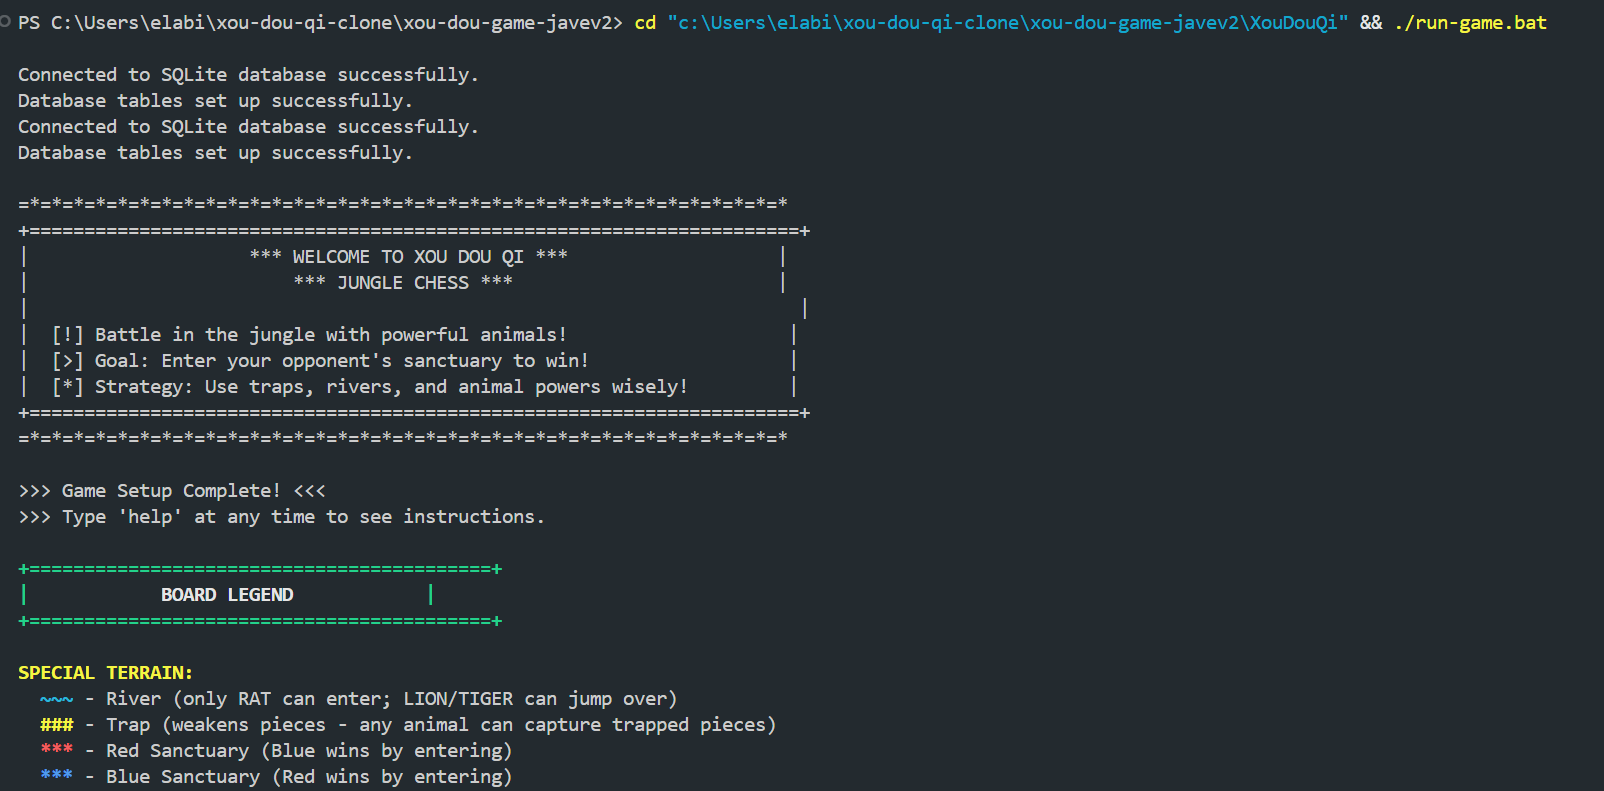 PS C:\Users\elabi\xou-dou-qi-clone\xou-dou-game-javev2> cd "c:\Users\elabi\xou-dou-qi-clone\xou-dou-game-javev2\XouDouQi" && ./run-game.bat
Connected to SQLite database successfully.
Database tables set up successfully.
Connected to SQLite database successfully.
Database tables set up successfully.
=*=*=*=*=*=*=*=*=*=*=*=*=*=*=*=*=*=*=*=*=*=*=*=*=*=*=*=*=*=*=*=*=*=*=*
+======================================================================+
|                    *** WELCOME TO XOU DOU QI ***                   |
|                        *** JUNGLE CHESS ***                        |
|                                                                      |
|  [!] Battle in the jungle with powerful animals!                    |
|  [>] Goal: Enter your opponent's sanctuary to win!                  |
|  [*] Strategy: Use traps, rivers, and animal powers wisely!         |
+======================================================================+
=*=*=*=*=*=*=*=*=*=*=*=*=*=*=*=*=*=*=*=*=*=*=*=*=*=*=*=*=*=*=*=*=*=*=*
>>> Game Setup Complete! <<<
>>> Type 'help' at any time to see instructions.
+==========================================+
|            BOARD LEGEND            |
+==========================================+
SPECIAL TERRAIN:
  ~~~ - River (only RAT can enter; LION/TIGER can jump over)
  ### - Trap (weakens pieces - any animal can capture trapped pieces)
  *** - Red Sanctuary (Blue wins by entering)
  *** - Blue Sanctuary (Red wins by entering)